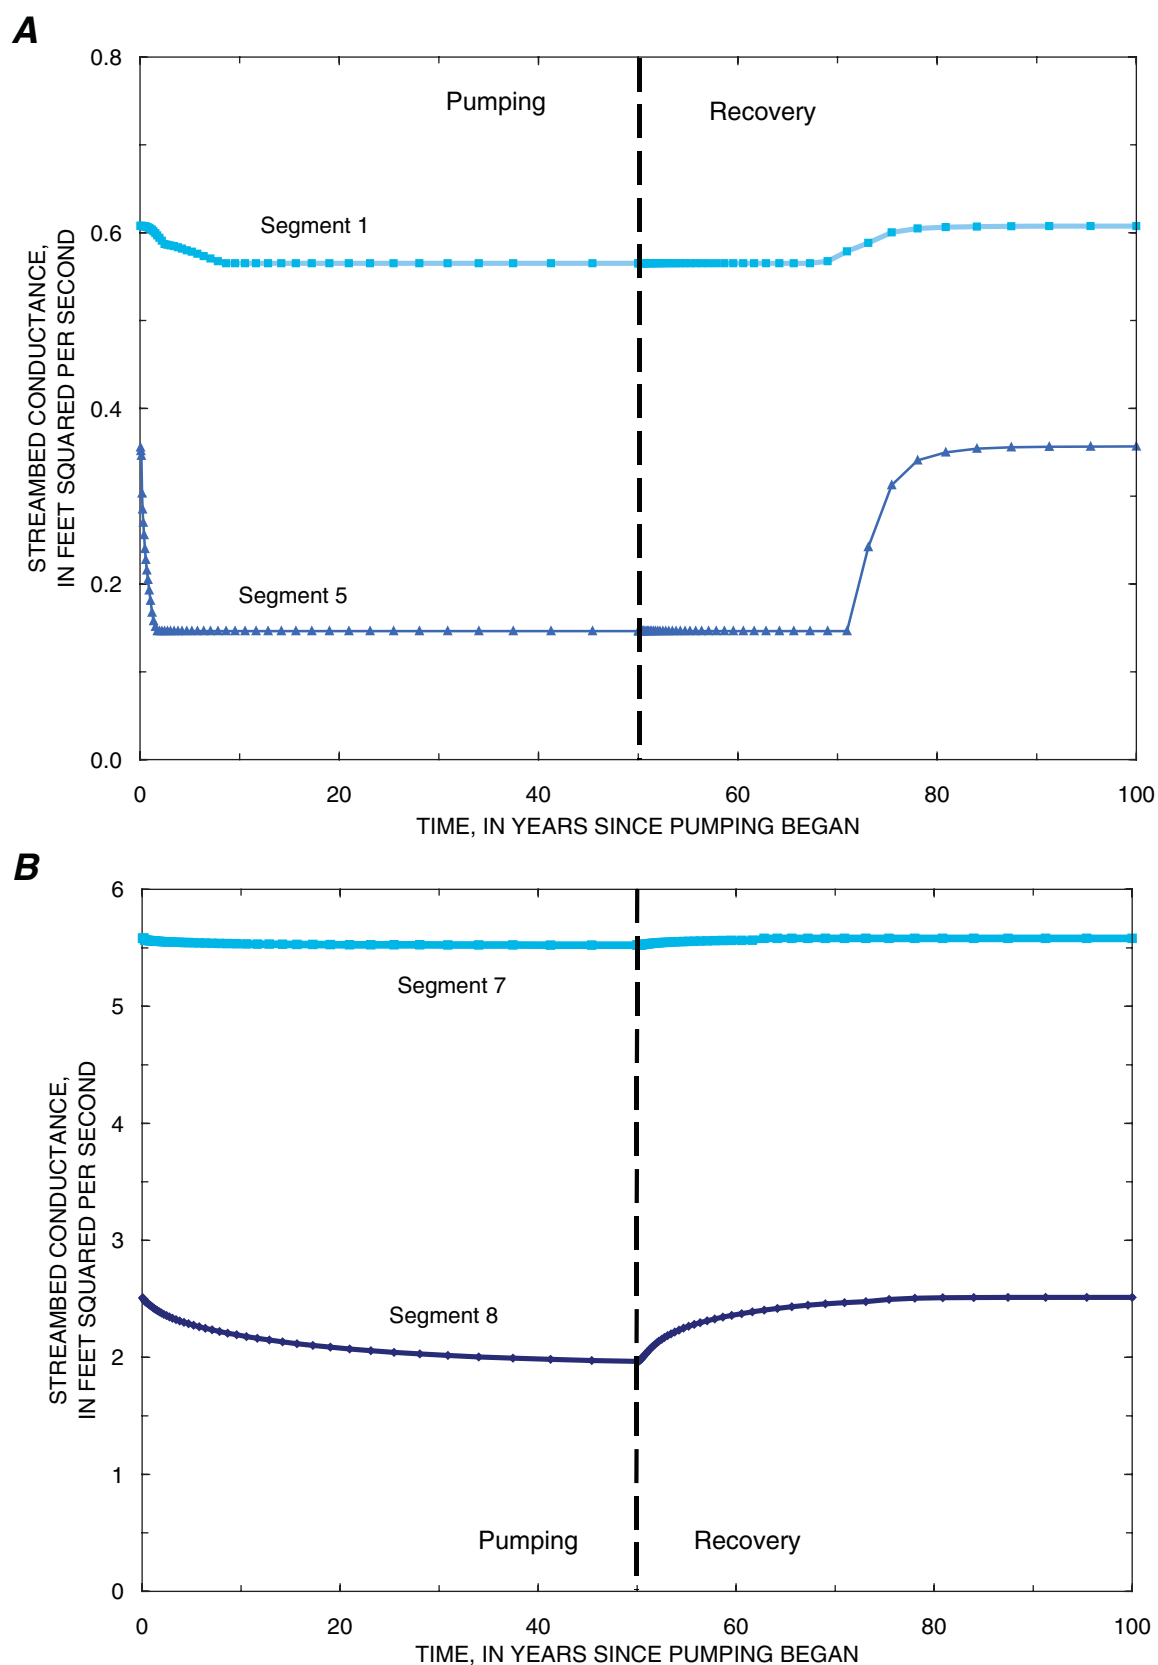 A
0.8
0.6
0.4
0.2
0.0
STREAMBED CONDUCTANCE,
IN FEET SQUARED PER SECOND
Pumping
Recovery
Segment 1
Segment 5
0 20 40 60 80 100
TIME, IN YEARS SINCE PUMPING BEGAN
B
6
5
4
3
2
1
0
STREAMBED CONDUCTANCE,
IN FEET SQUARED PER SECOND
Segment 7
Segment 8
Pumping
Recovery
0 20 40 60 80 100
TIME, IN YEARS SINCE PUMPING BEGAN